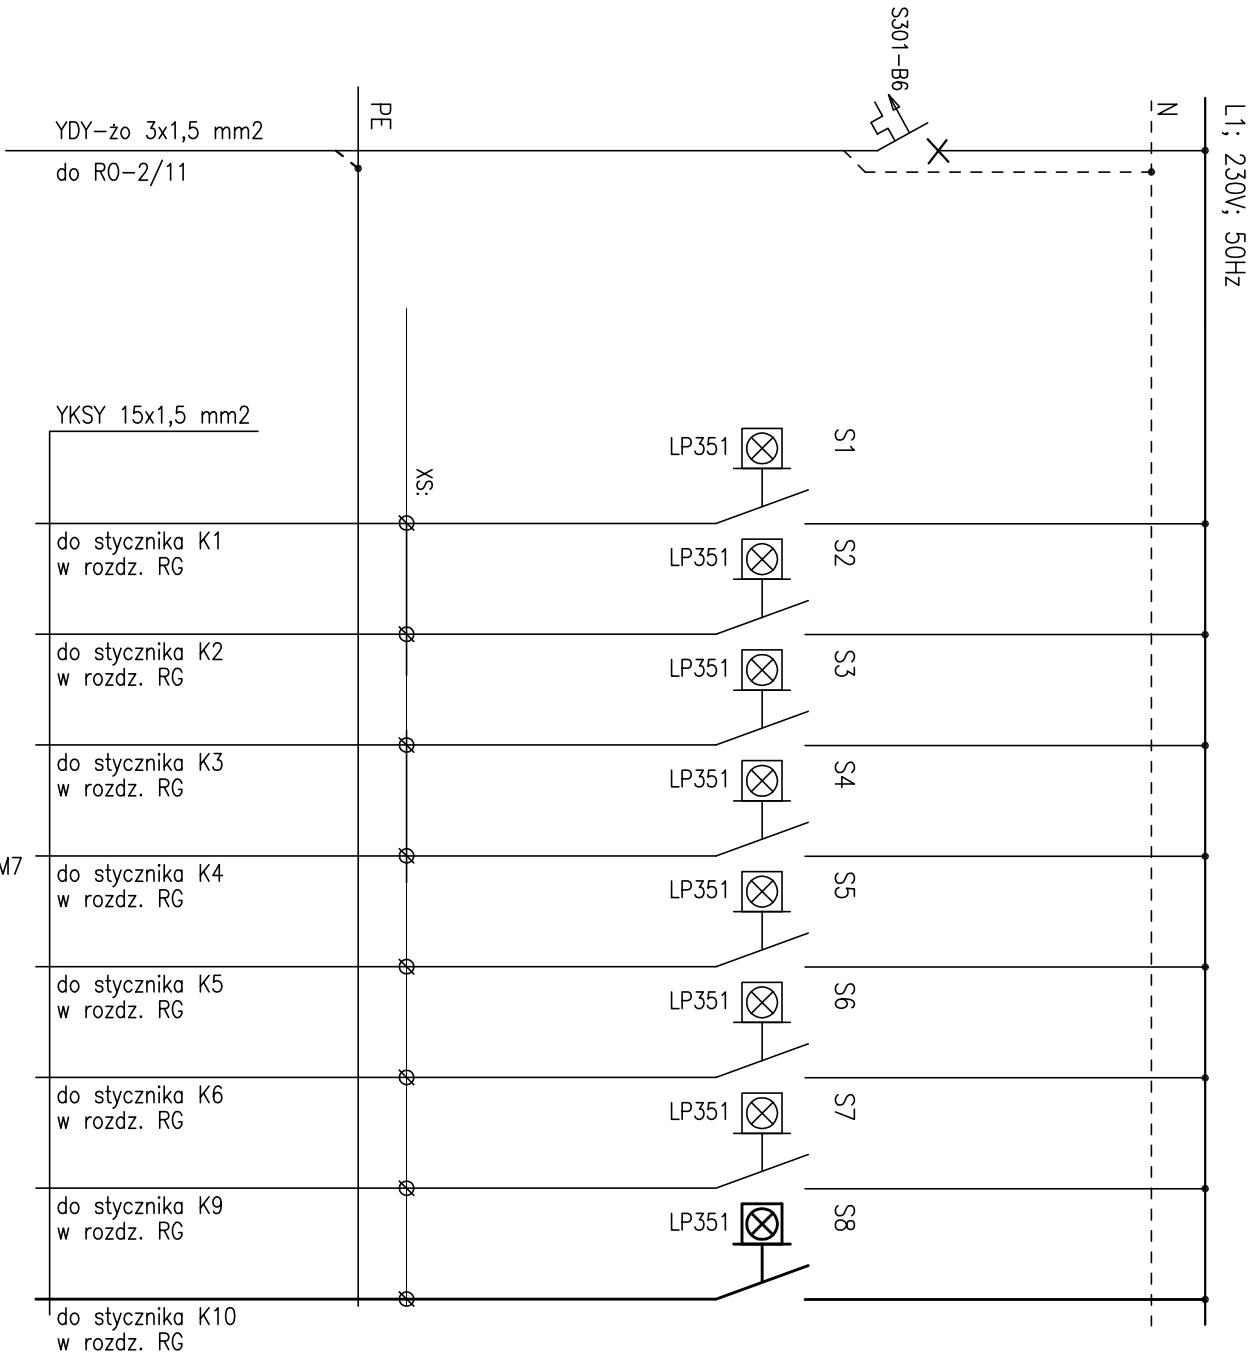 S301-B6
L1; 230V; 50Hz
N
PE
YDY-żo 3x1,5 mm2
do RO-2/11
YKSY 15x1,5 mm2
XS:
LP351
S1
do stycznika K1
w rozdz. RG
LP351
S2
do stycznika K2
w rozdz. RG
LP351
S3
do stycznika K3
w rozdz. RG
LP351
S4
M7
do stycznika K4
w rozdz. RG
LP351
S5
do stycznika K5
w rozdz. RG
LP351
S6
do stycznika K6
w rozdz. RG
LP351
S7
do stycznika K9
w rozdz. RG
LP351
S8
do stycznika K10
w rozdz. RG